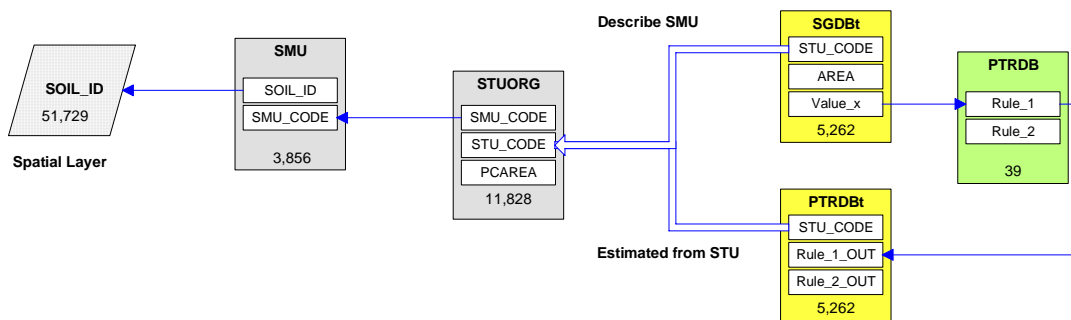 SOIL_ID
51,729
Spatial Layer
SMU
SOIL_ID
SMU_CODE
3,856
STUORG
SMU_CODE
STU_CODE
PCAREA
11,828
Describe SMU
Estimated from STU
SGDBt
STU_CODE
AREA
Value_x
5,262
PTRDBt
STU_CODE
Rule_1_OUT
Rule_2_OUT
5,262
PTRDB
Rule_1
Rule_2
39